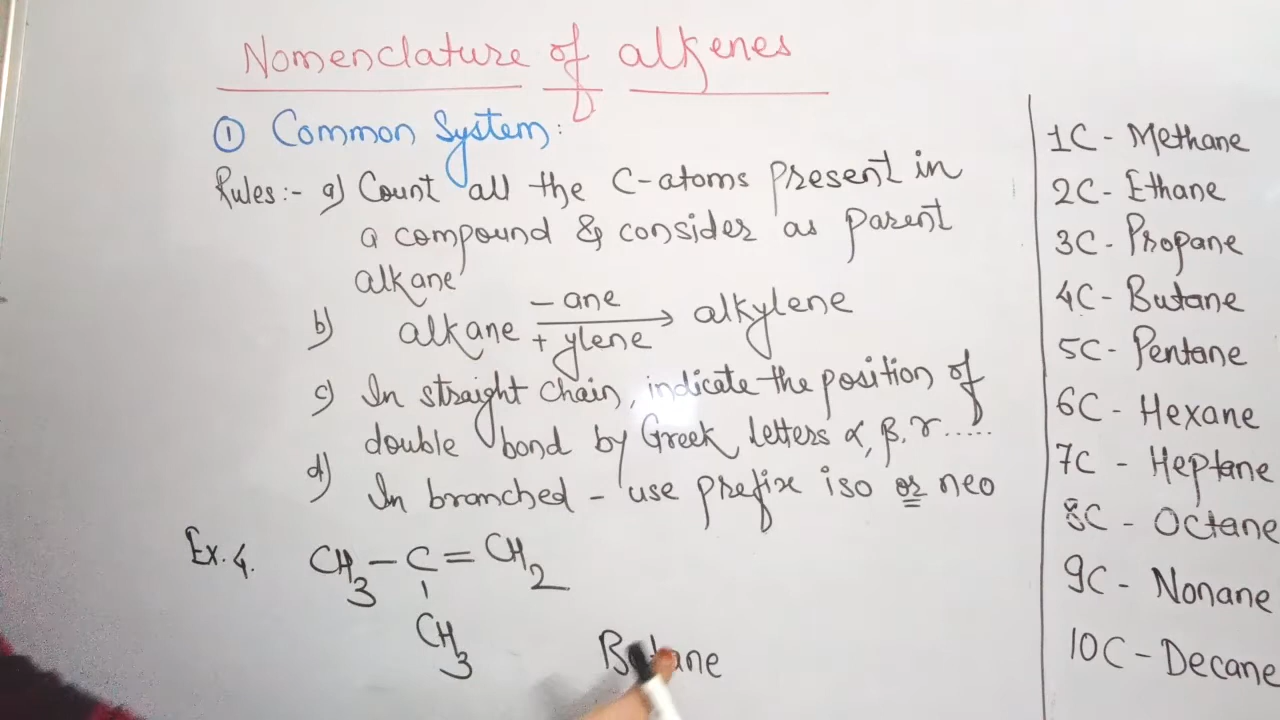 Nomenclature of alkenes
① Common System:
Rules:- a) Count all the C-atoms present in
a compound & consider as parent
alkane
b) alkane - ane → alkylene
+ ylene
c) In straight chain, indicate the position of
double bond by Greek letters α, β, γ.....
d) In branched - use prefix iso or neo
Ex. 4. CH3 - C = CH2
CH3
Butane
1C - Methane
2C - Ethane
3C - Propane
4C - Butane
5C - Pentane
6C - Hexane
7C - Heptane
8C - Octane
9C - Nonane
10C - Decane